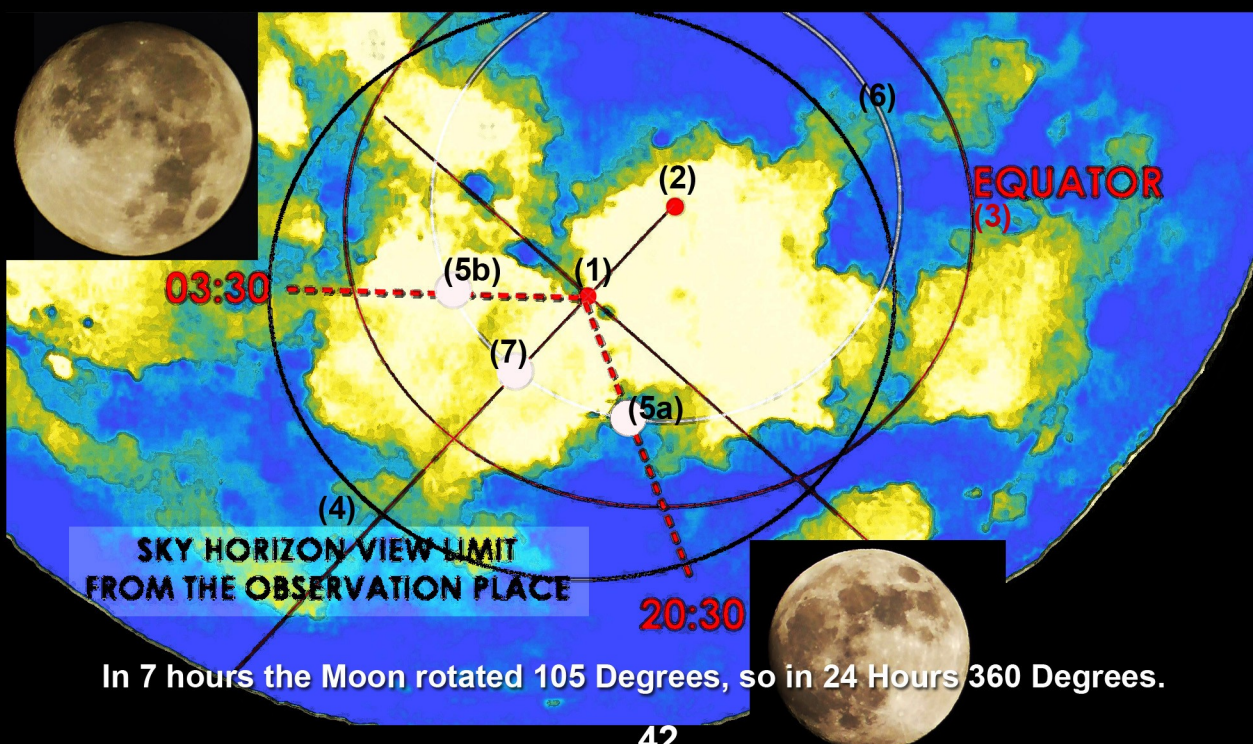 (6)
(2)
EQUATOR
(3)
(5b)
(1)
03:30
(7)
(5a)
(4)
SKY HORIZON VIEW LIMIT
FROM THE OBSERVATION PLACE
20:30
In 7 hours the Moon rotated 105 Degrees, so in 24 Hours 360 Degrees.
42